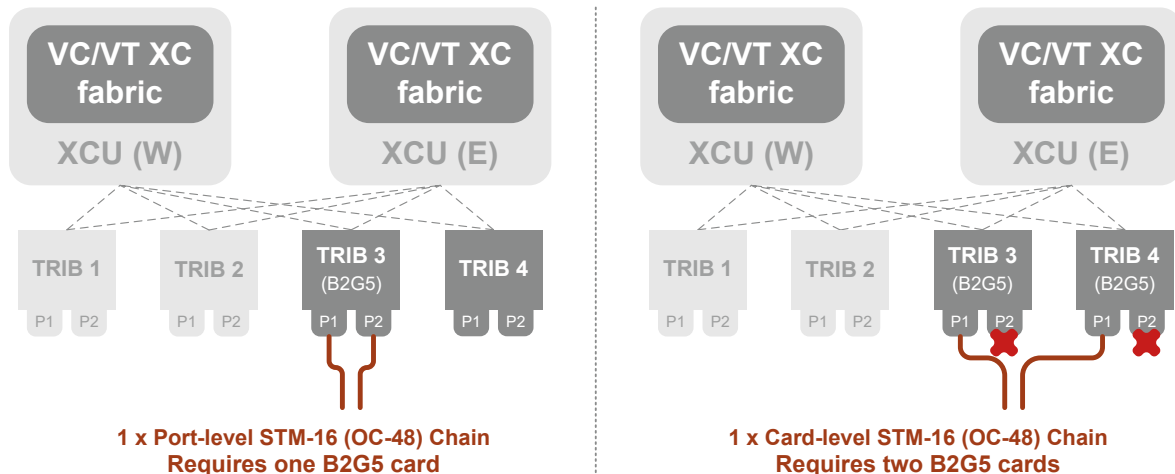 VC/VT XC
fabric
XCU (W)
VC/VT XC
fabric
XCU (E)
TRIB 1
P1 P2
TRIB 2
P1 P2
TRIB 3
(B2G5)
P1 P2
TRIB 4
P1 P2
1 x Port-level STM-16 (OC-48) Chain
Requires one B2G5 card
VC/VT XC
fabric
XCU (W)
VC/VT XC
fabric
XCU (E)
TRIB 1
P1 P2
TRIB 2
P1 P2
TRIB 3
(B2G5)
P1 P2
TRIB 4
(B2G5)
P1 P2
1 x Card-level STM-16 (OC-48) Chain
Requires two B2G5 cards